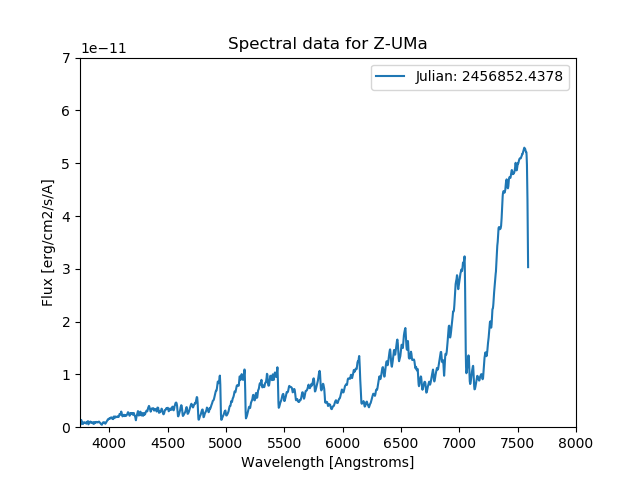 Spectral data for Z-UMa
1e−11
Julian: 2456852.4378
7
6
5
4
3
2
1
0
Flux [erg/cm2/s/A]
4000 4500 5000 5500 6000 6500 7000 7500 8000
Wavelength [Angstroms]